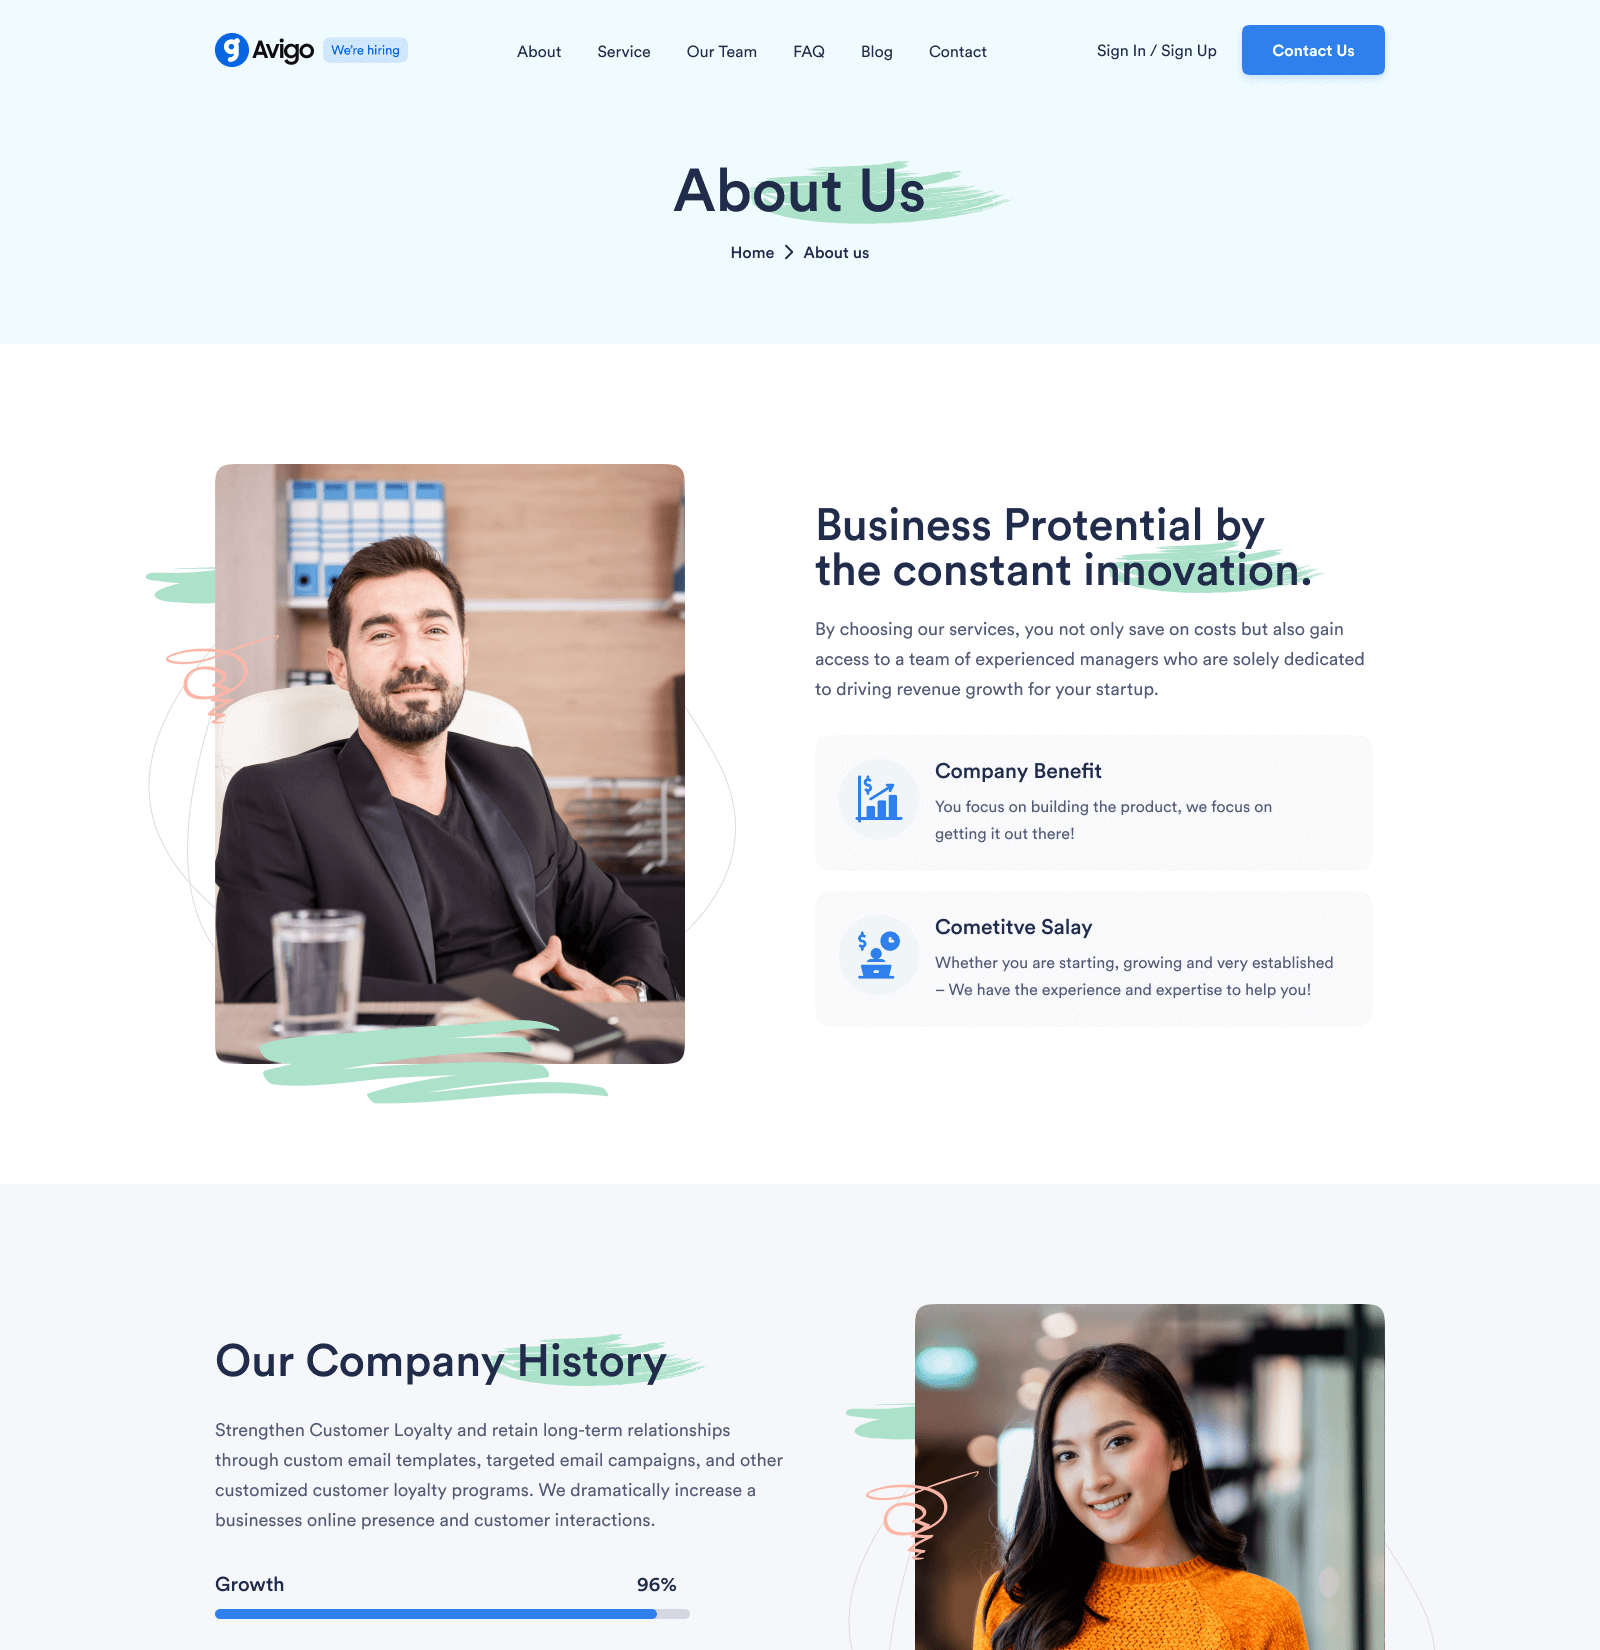 g Avigo We're hiring About Service Our Team FAQ Blog Contact Sign In / Sign Up Contact Us
About Us
Home > About us
Business Protential by
the constant innovation.
By choosing our services, you not only save on costs but also gain
access to a team of experienced managers who are solely dedicated
to driving revenue growth for your startup.
$
Company Benefit
You focus on building the product, we focus on
getting it out there!
$
Cometitve Salay
Whether you are starting, growing and very established
– We have the experience and expertise to help you!
Our Company History
Strengthen Customer Loyalty and retain long-term relationships
through custom email templates, targeted email campaigns, and other
customized customer loyalty programs. We dramatically increase a
businesses online presence and customer interactions.
Growth 96%